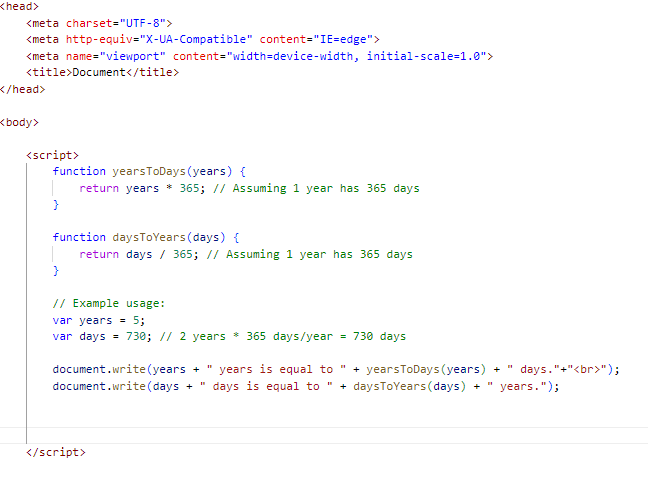 <head>
<meta charset="UTF-8">
<meta http-equiv="X-UA-Compatible" content="IE=edge">
<meta name="viewport" content="width=device-width, initial-scale=1.0">
<title>Document</title>
</head>
<body>
<script>
function yearsToDays(years) {
return years * 365; // Assuming 1 year has 365 days
}
function daysToYears(days) {
return days / 365; // Assuming 1 year has 365 days
}
// Example usage:
var years = 5;
var days = 730; // 2 years * 365 days/year = 730 days
document.write(years + " years is equal to " + yearsToDays(years) + " days."+"<br>");
document.write(days + " days is equal to " + daysToYears(days) + " years.");
</script>